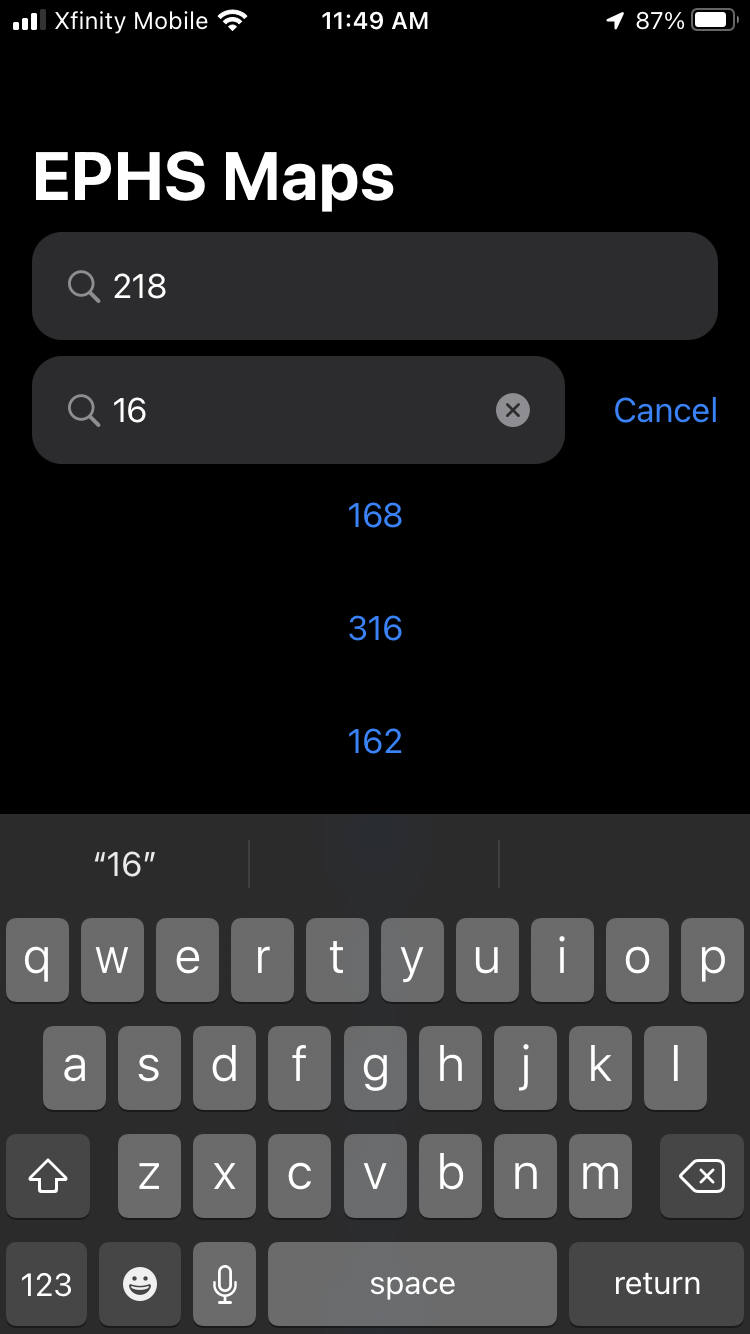 Xfinity Mobile 11:49 AM 87%
EPHS Maps
218
16 Cancel
168
316
162
“16”
q w e r t y u i o p
a s d f g h j k l
z x c v b n m
123 space return